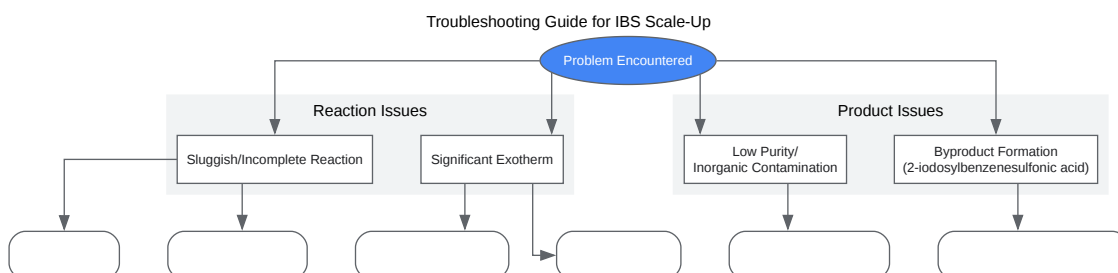 Troubleshooting Guide for IBS Scale-Up
Problem Encountered
Reaction Issues
Product Issues
Sluggish/Incomplete Reaction
Significant Exotherm
Low Purity/
Inorganic Contamination
Byproduct Formation
(2-iodosylbenzenesulfonic acid)